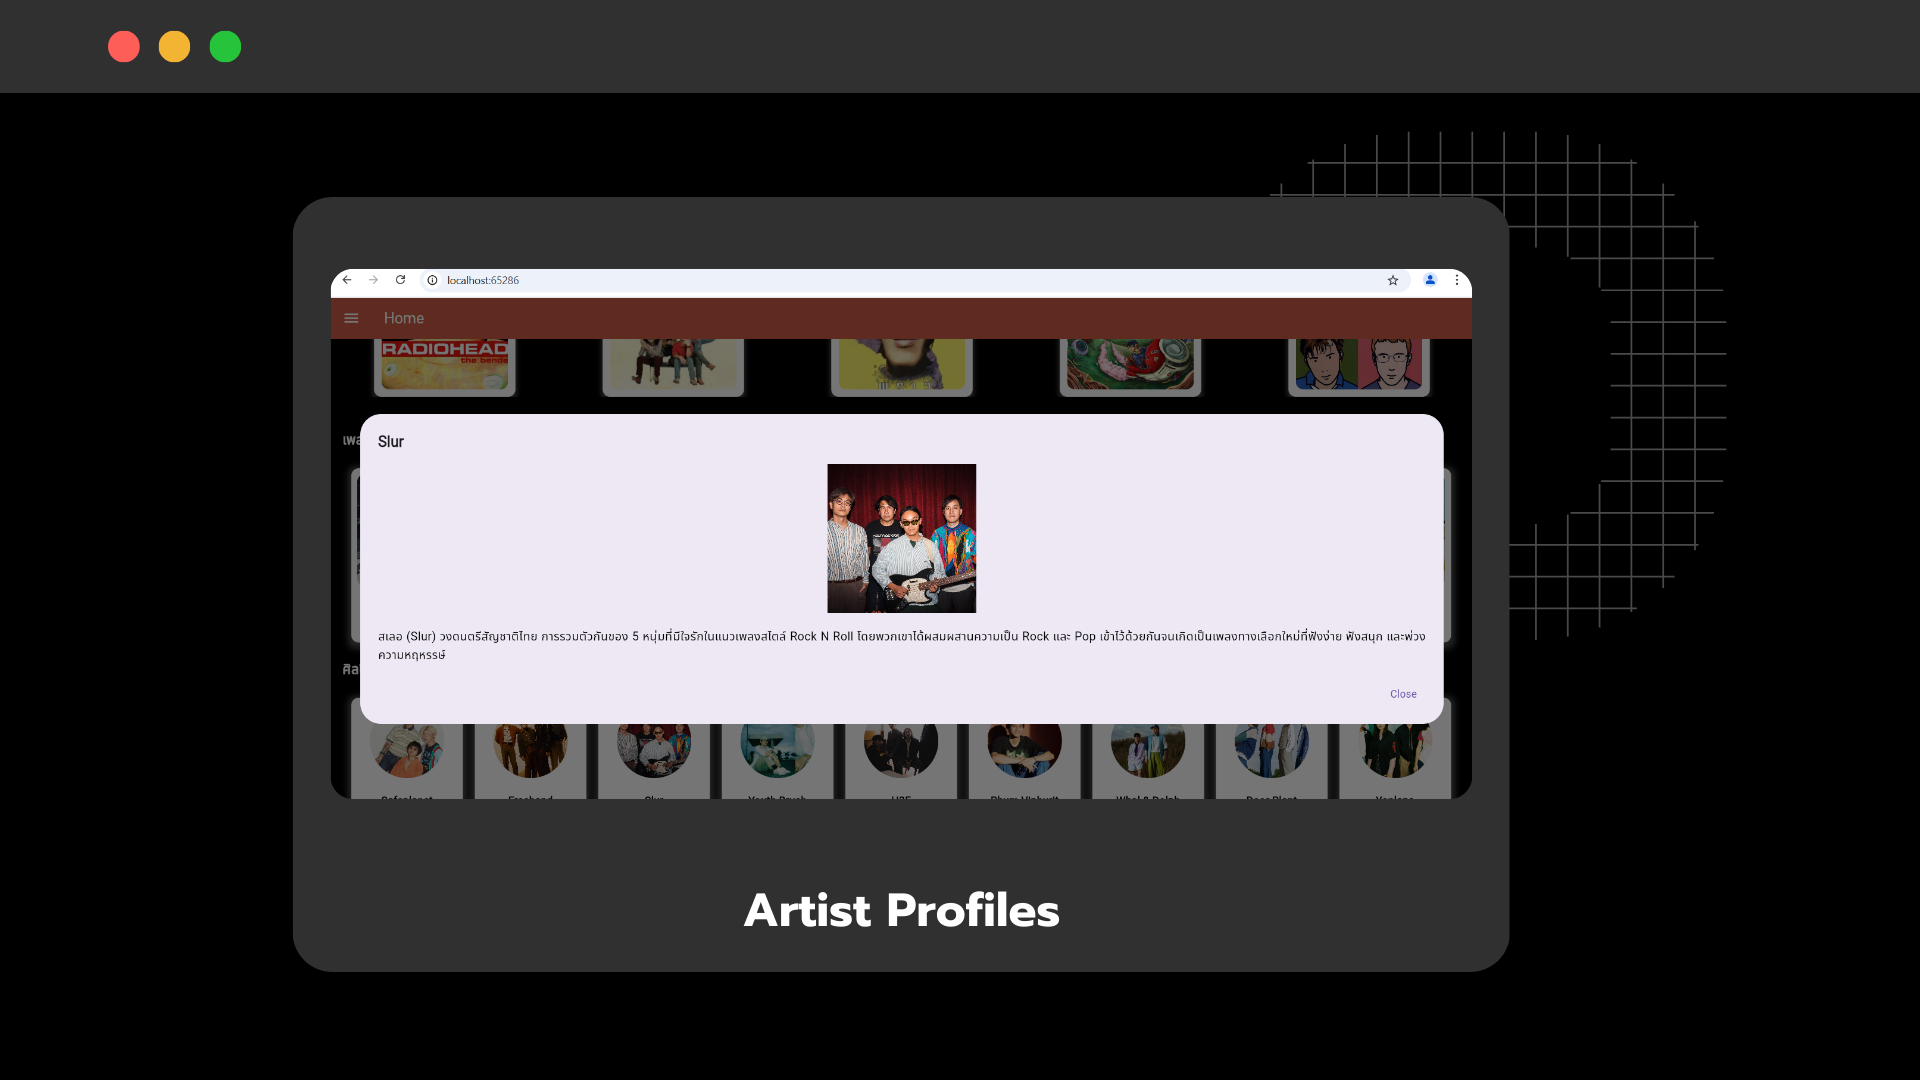 localhost:65286
Home
RADIOHEAD
the bends
เพล
Slur
สเลอ (Slur) วงดนตรีสัญชาติไทย การรวมตัวกันของ 5 หนุ่มที่มีใจรักในแนวเพลงสไตล์ Rock N Roll โดยพวกเขาได้ผสมผสานความเป็น Rock และ Pop เข้าไว้ด้วยกันจนเกิดเป็นเพลงทางเลือกใหม่ที่ฟังง่าย ฟังสนุก และพ่วง
ความหฤหรรษ์
Close
ศิล
Artist Profiles